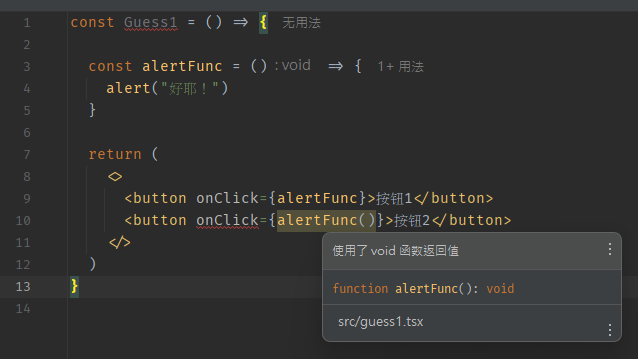 1 const Guess1 = () => { 无用法
2
3 const alertFunc = () : void => { 1+ 用法
4 alert("好耶！")
5 }
6
7 return (
8 <>
9 <button onClick={alertFunc}>按钮1</button>
10 <button onClick={alertFunc()}>按钮2</button>
11 </>
12 )
13 }
14
使用了 void 函数返回值
function alertFunc(): void
src/guess1.tsx